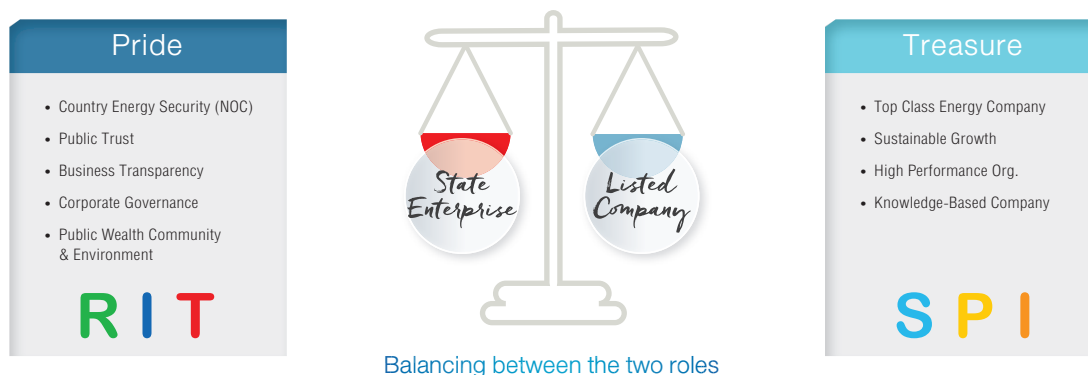 Pride
• Country Energy Security (NOC)
• Public Trust
• Business Transparency
• Corporate Governance
• Public Wealth Community
& Environment
R I T
State
Enterprise
Listed
Company
Balancing between the two roles
Treasure
• Top Class Energy Company
• Sustainable Growth
• High Performance Org.
• Knowledge-Based Company
S P I